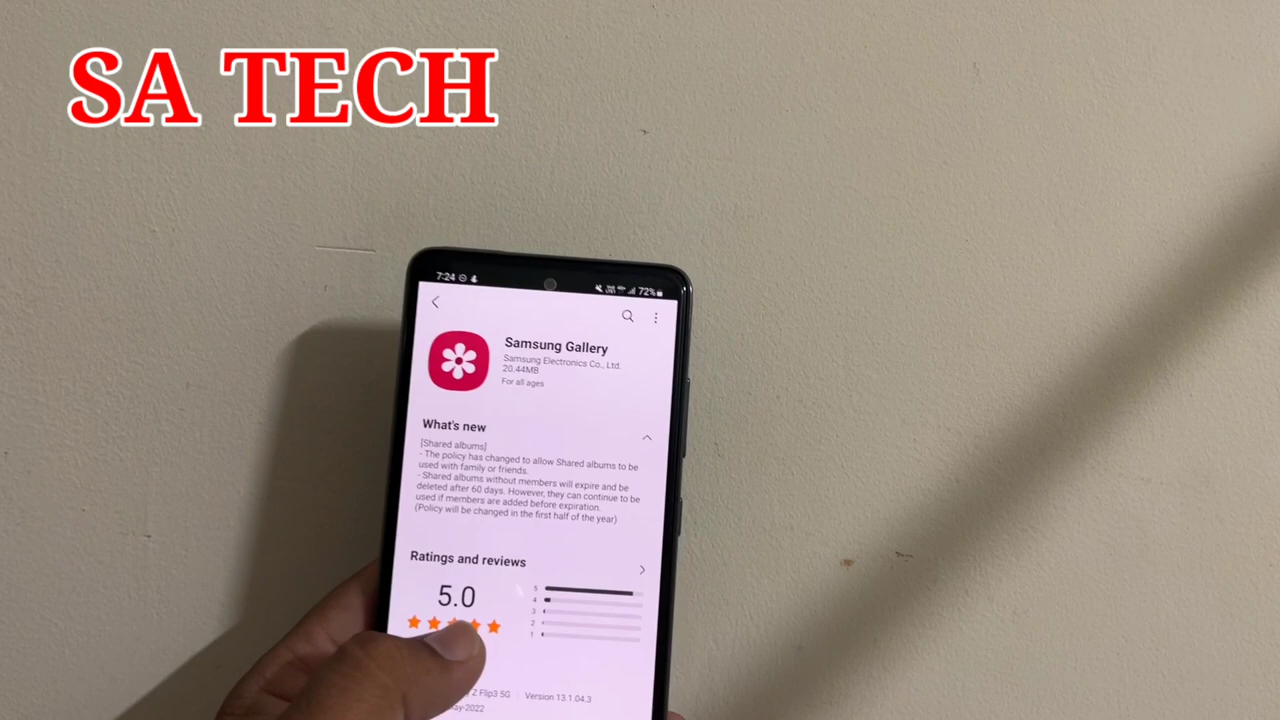 SA TECH
7:24
72%
Samsung Gallery
Samsung Electronics Co., Ltd.
20.44MB
For all ages
What's new
[Shared albums]
- The policy has changed to allow Shared albums to be
used with family or friends.
- Shared albums without members will expire and be
deleted after 60 days. However, they can continue to be
used if members are added before expiration.
(Policy will be changed in the first half of the year)
Ratings and reviews
5.0
5
4
3
2
1
Z Flip3 5G Version 13.1.04.3
-2022